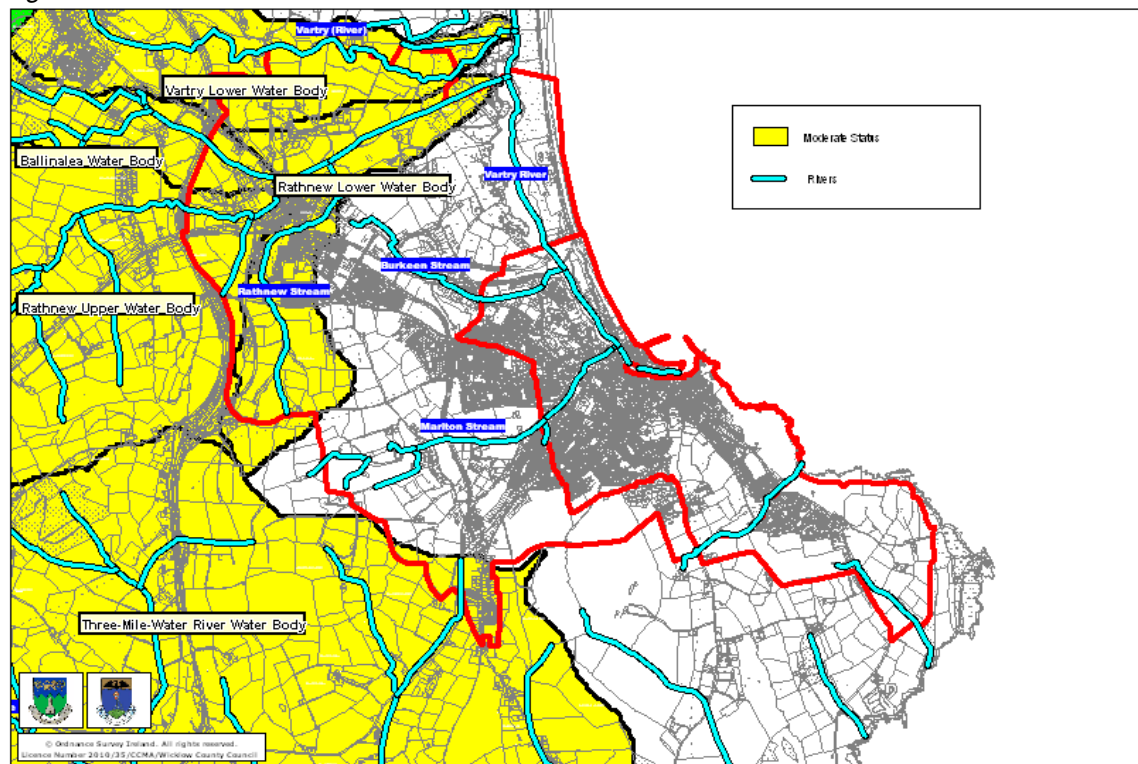 Vartry (River)
Vartry Lower Water Body
Moderate Status
Ballinalea Water Body
Vartry River
Rivers
Rathnew Lower Water Body
Burkeen Stream
Rathnew Stream
Rathnew Upper Water Body
Marlton Stream
Three-Mile-Water River Water Body
© Ordnance Survey Ireland. All rights reserved.
Licence Number 2010/35/CCMA/Wicklow County Council